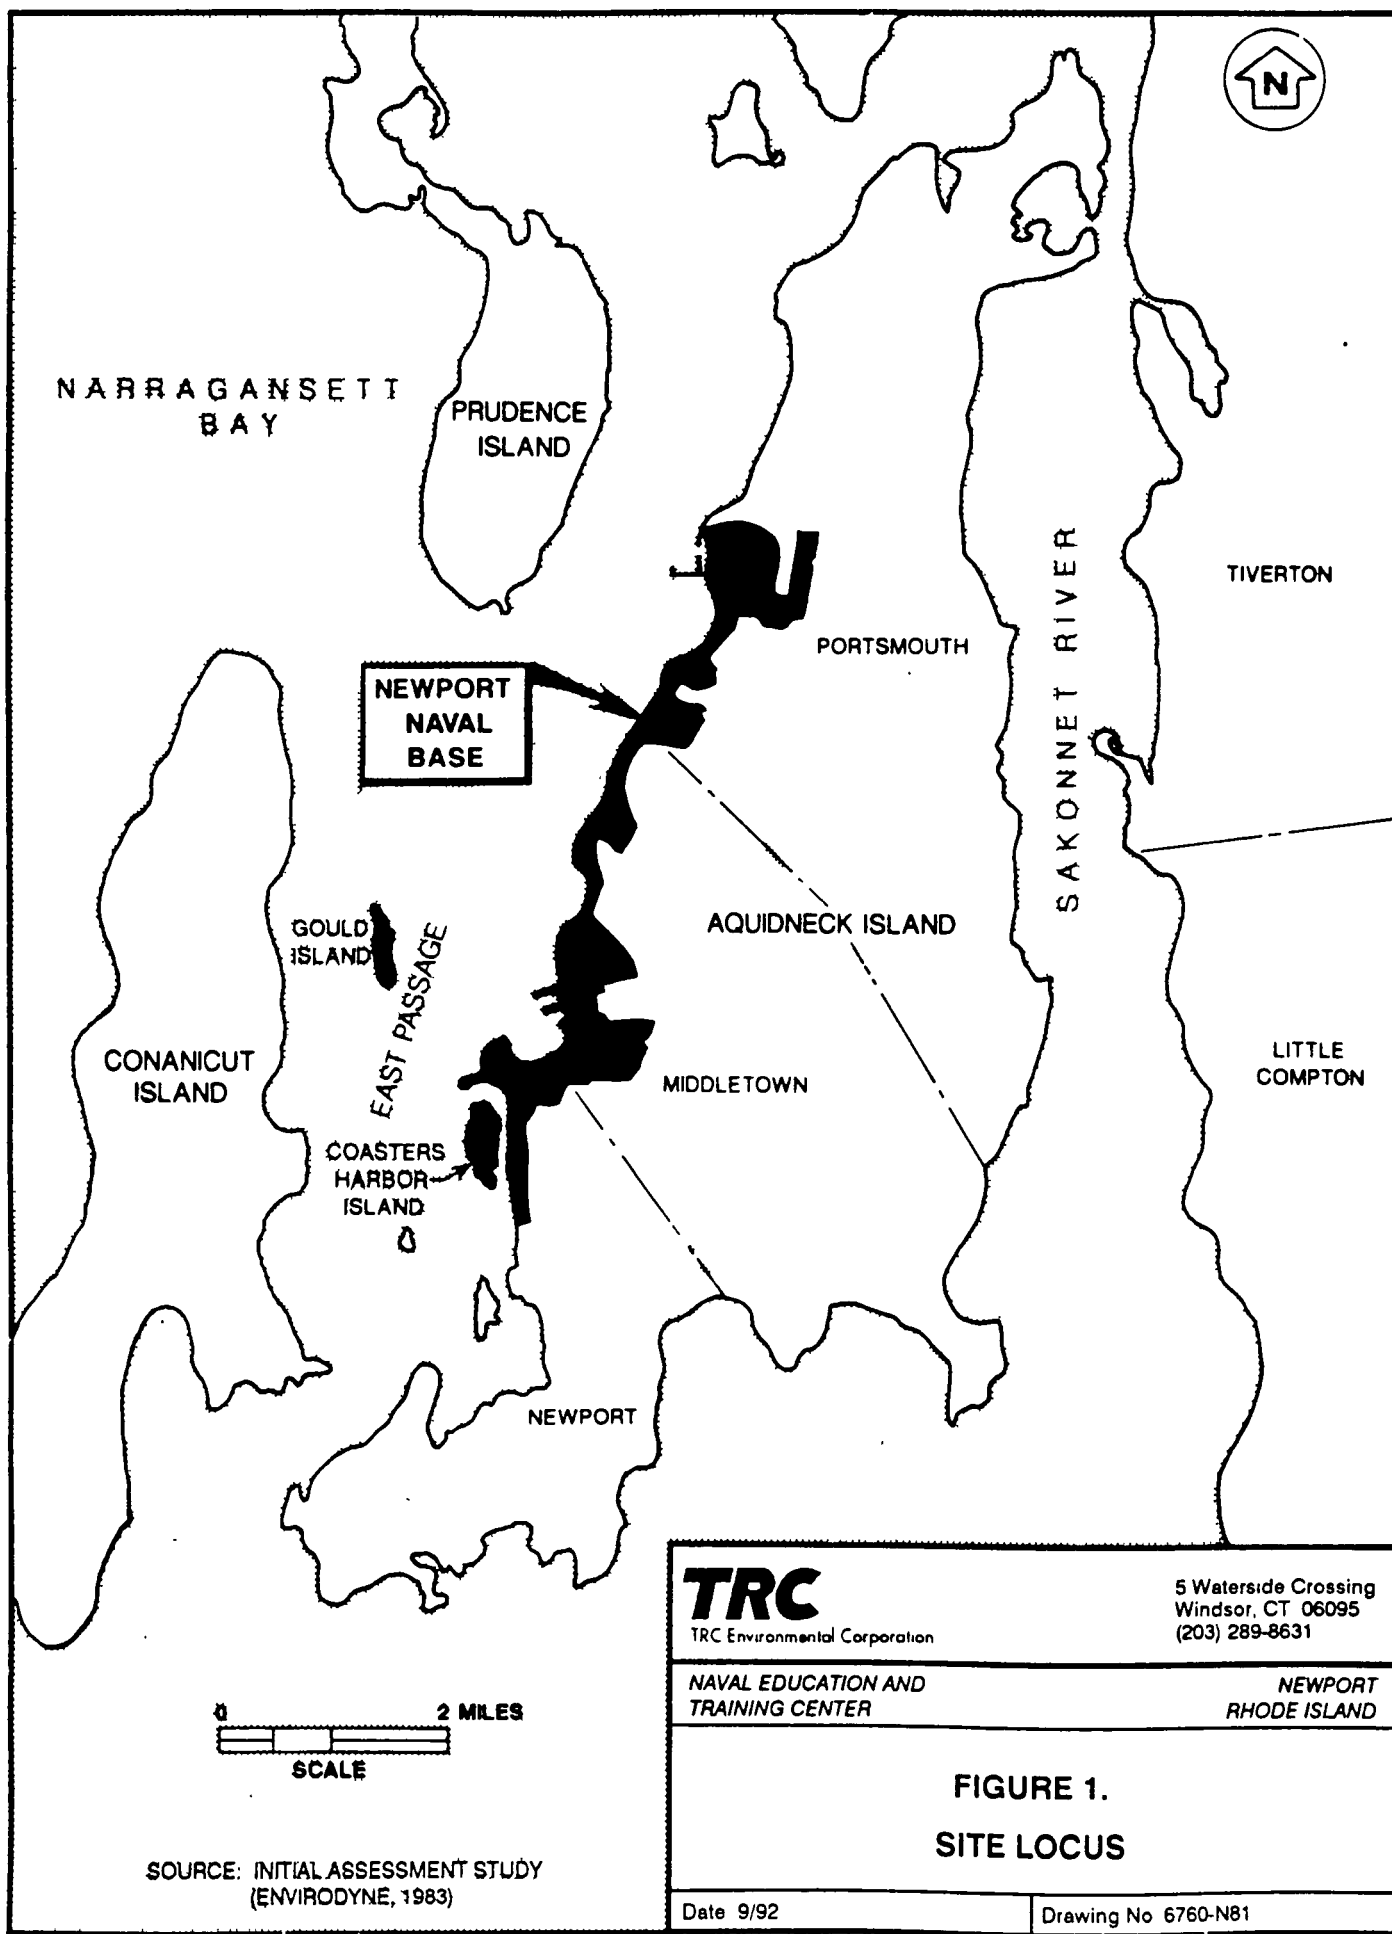 N
NARRAGANSETT
BAY
PRUDENCE
ISLAND
SAKONNET RIVER
TIVERTON
PORTSMOUTH
NEWPORT
NAVAL
BASE
GOULD
ISLAND
EAST PASSAGE
AQUIDNECK ISLAND
CONANICUT
ISLAND
MIDDLETOWN
LITTLE
COMPTON
COASTERS
HARBOR
ISLAND
NEWPORT
0 2 MILES
SCALE
SOURCE: INITIAL ASSESSMENT STUDY
(ENVIRODYNE, 1983)
TRC
TRC Environmental Corporation
5 Waterside Crossing
Windsor, CT 06095
(203) 289-8631
NAVAL EDUCATION AND
TRAINING CENTER
NEWPORT
RHODE ISLAND
FIGURE 1.
SITE LOCUS
Date 9/92
Drawing No 6760-N81